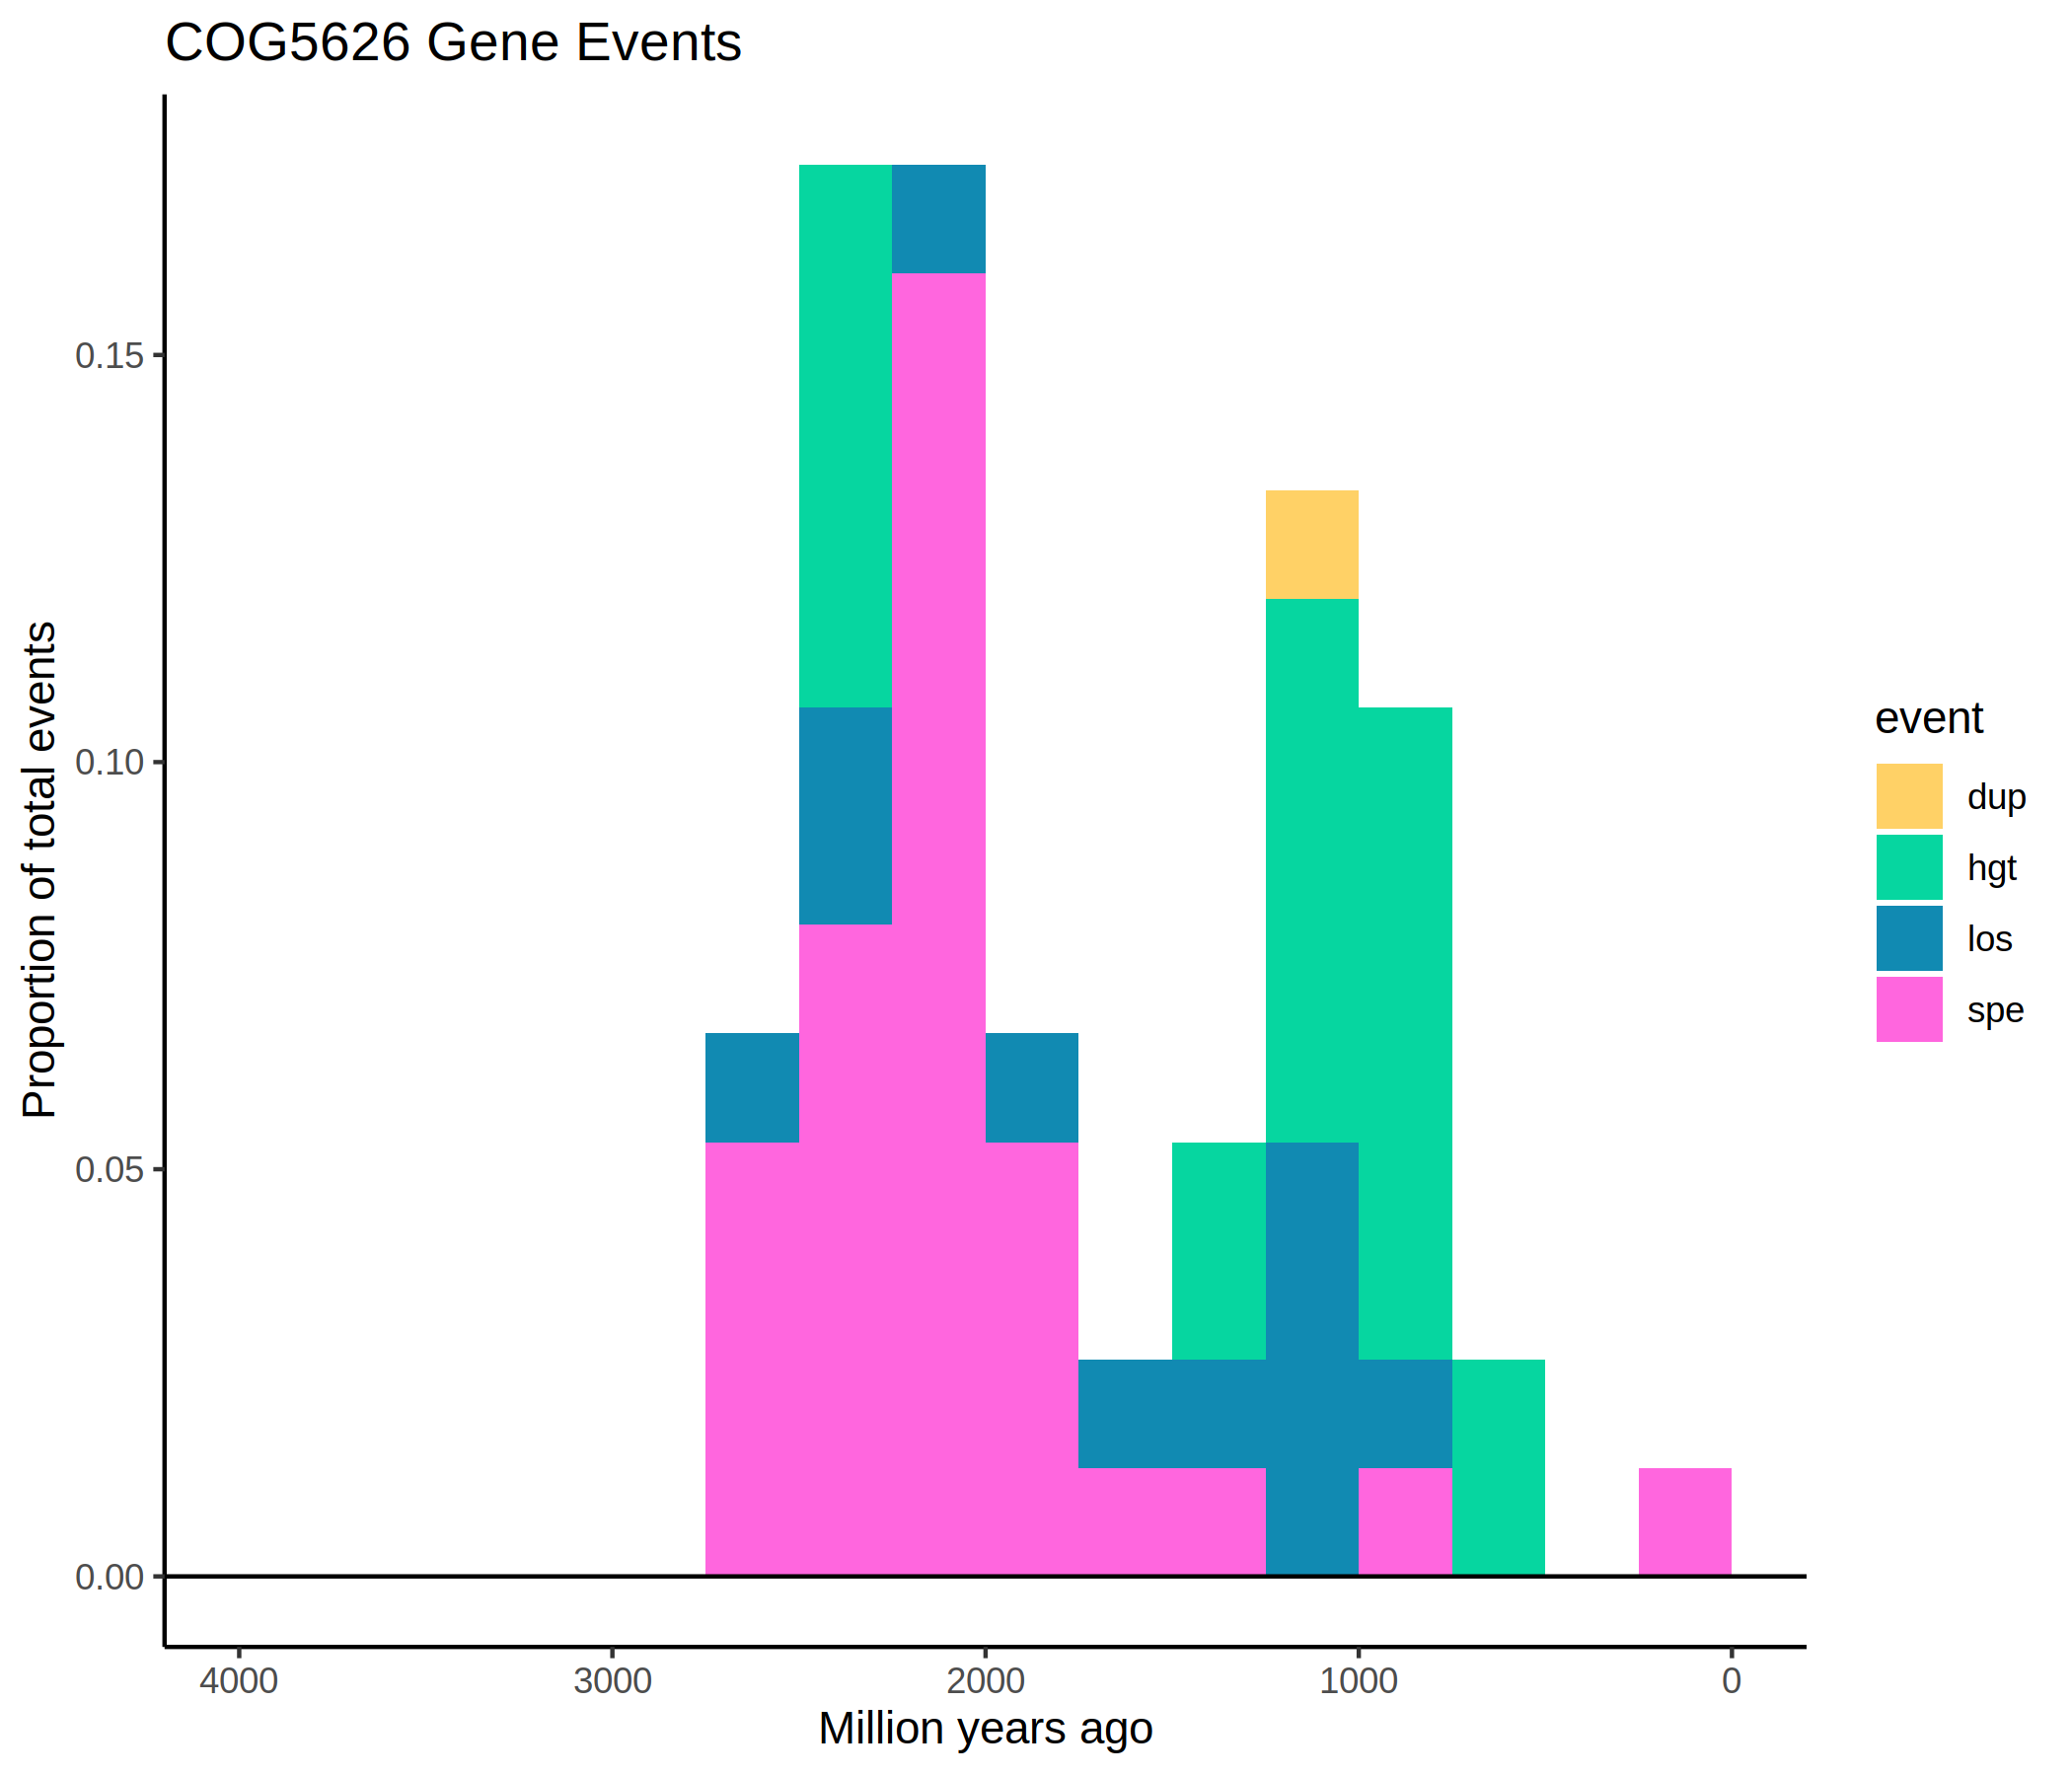 COG5626 Gene Events
Proportion of total events
0.15
0.10
0.05
0.00
4000 3000 2000 1000 0
Million years ago
event
dup
hgt
los
spe